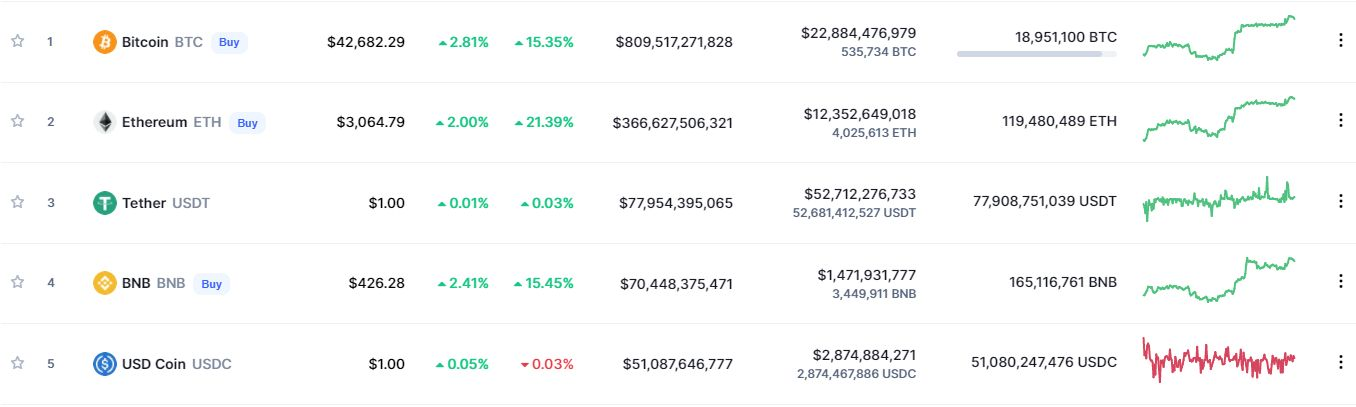 1 Bitcoin BTC Buy $42,682.29 2.81% 15.35% $809,517,271,828 $22,884,476,979 18,951,100 BTC
535,734 BTC
2 Ethereum ETH Buy $3,064.79 2.00% 21.39% $366,627,506,321 $12,352,649,018 119,480,489 ETH
4,025,613 ETH
3 Tether USDT $1.00 0.01% 0.03% $77,954,395,065 $52,712,276,733 77,908,751,039 USDT
52,681,412,527 USDT
4 BNB BNB Buy $426.28 2.41% 15.45% $70,448,375,471 $1,471,931,777 165,116,761 BNB
3,449,911 BNB
5 USD Coin USDC $1.00 0.05% 0.03% $51,087,646,777 $2,874,884,271 51,080,247,476 USDC
2,874,467,886 USDC